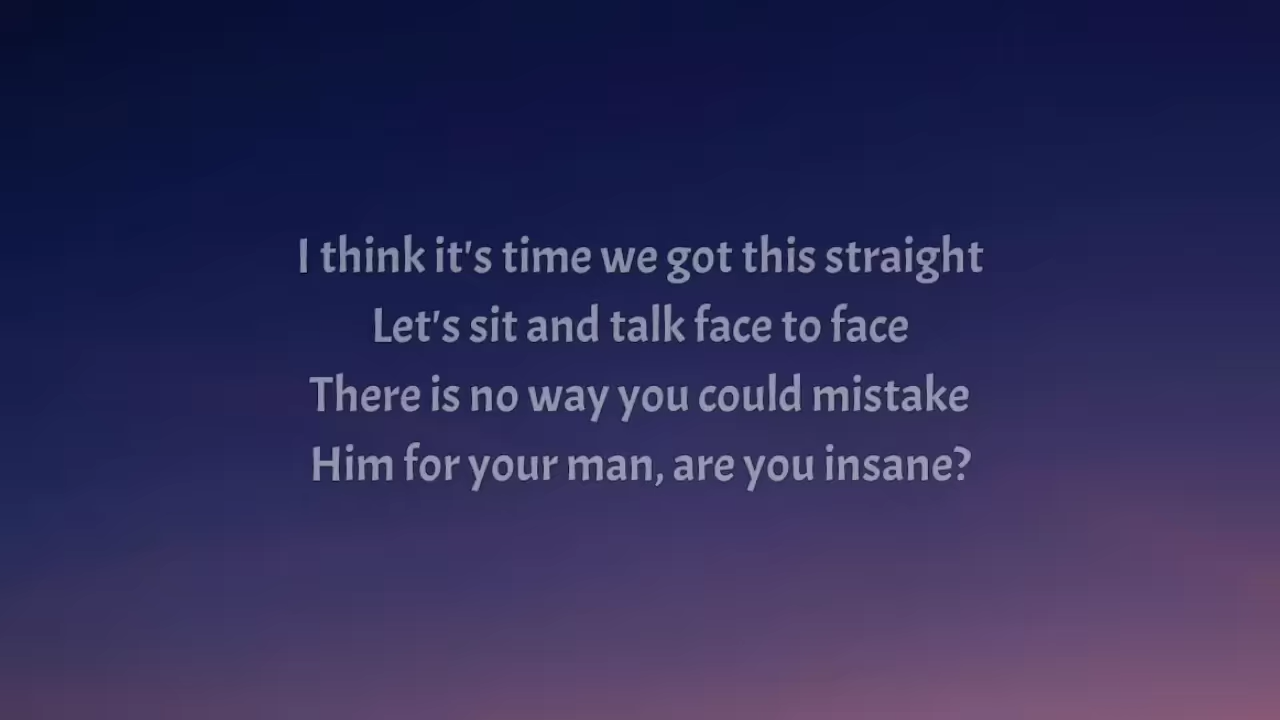 I think it's time we got this straight
Let's sit and talk face to face
There is no way you could mistake
Him for your man, are you insane?